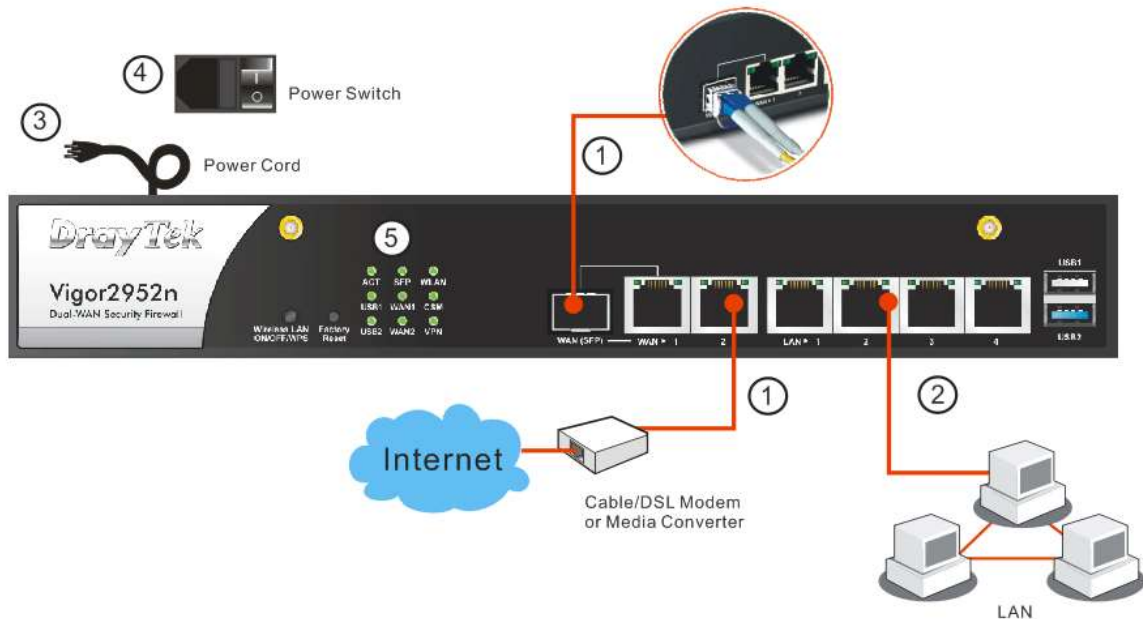 4
Power Switch
3
Power Cord
1
WAN 1
DrayTek
Vigor2952n
Dual-WAN Security Firewall
5
ACT SFP WLAN
USB1 WAN1 CSM
USB2 WAN2 VPN
Wireless LAN
ON/OFF/WPS
Factory
Reset
WAN (SFP) WAN 1 2
LAN 1 2 3 4
USB1
USB2
1
2
Internet
Cable/DSL Modem
or Media Converter
LAN